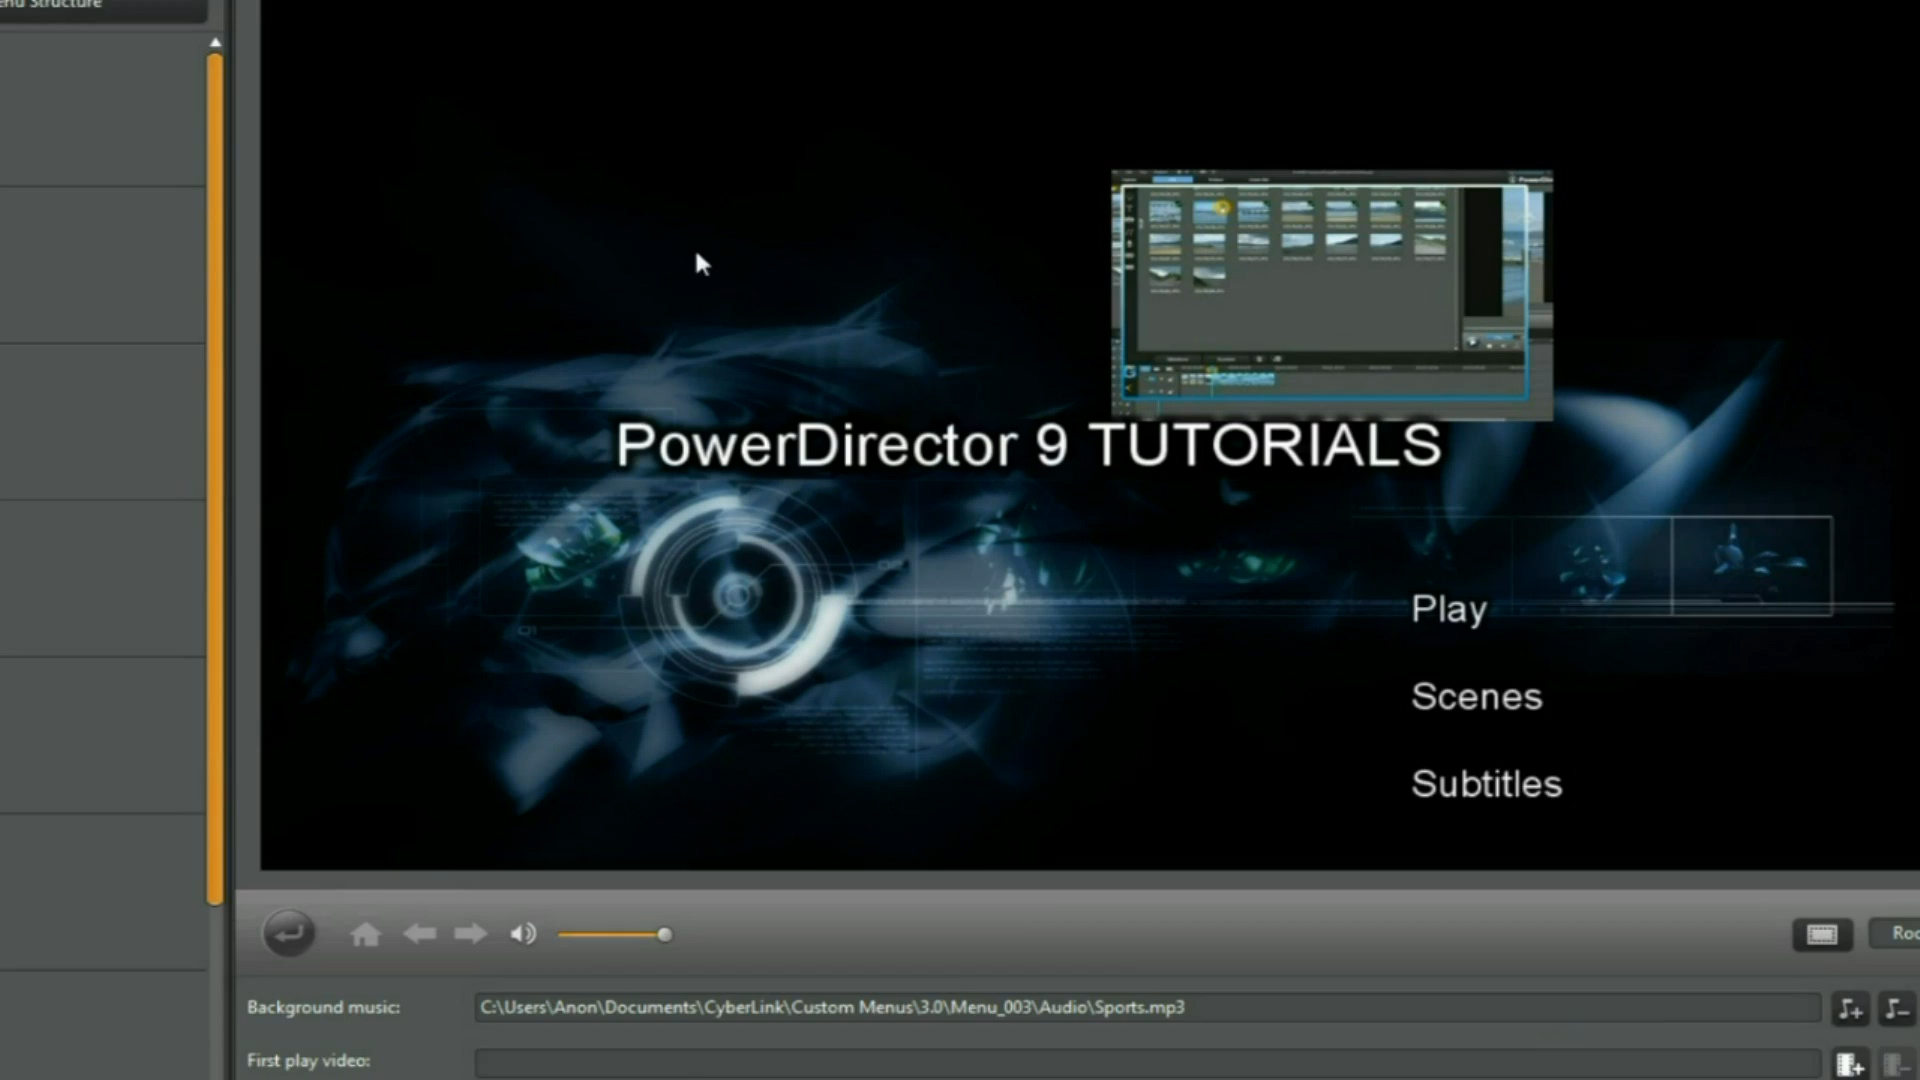 PowerDirector 9 TUTORIALS
Play
Scenes
Subtitles
Background music:
C:\Users\Anon\Documents\CyberLink\Custom Menus\3.0\Menu_003\Audio\Sports.mp3
First play video: